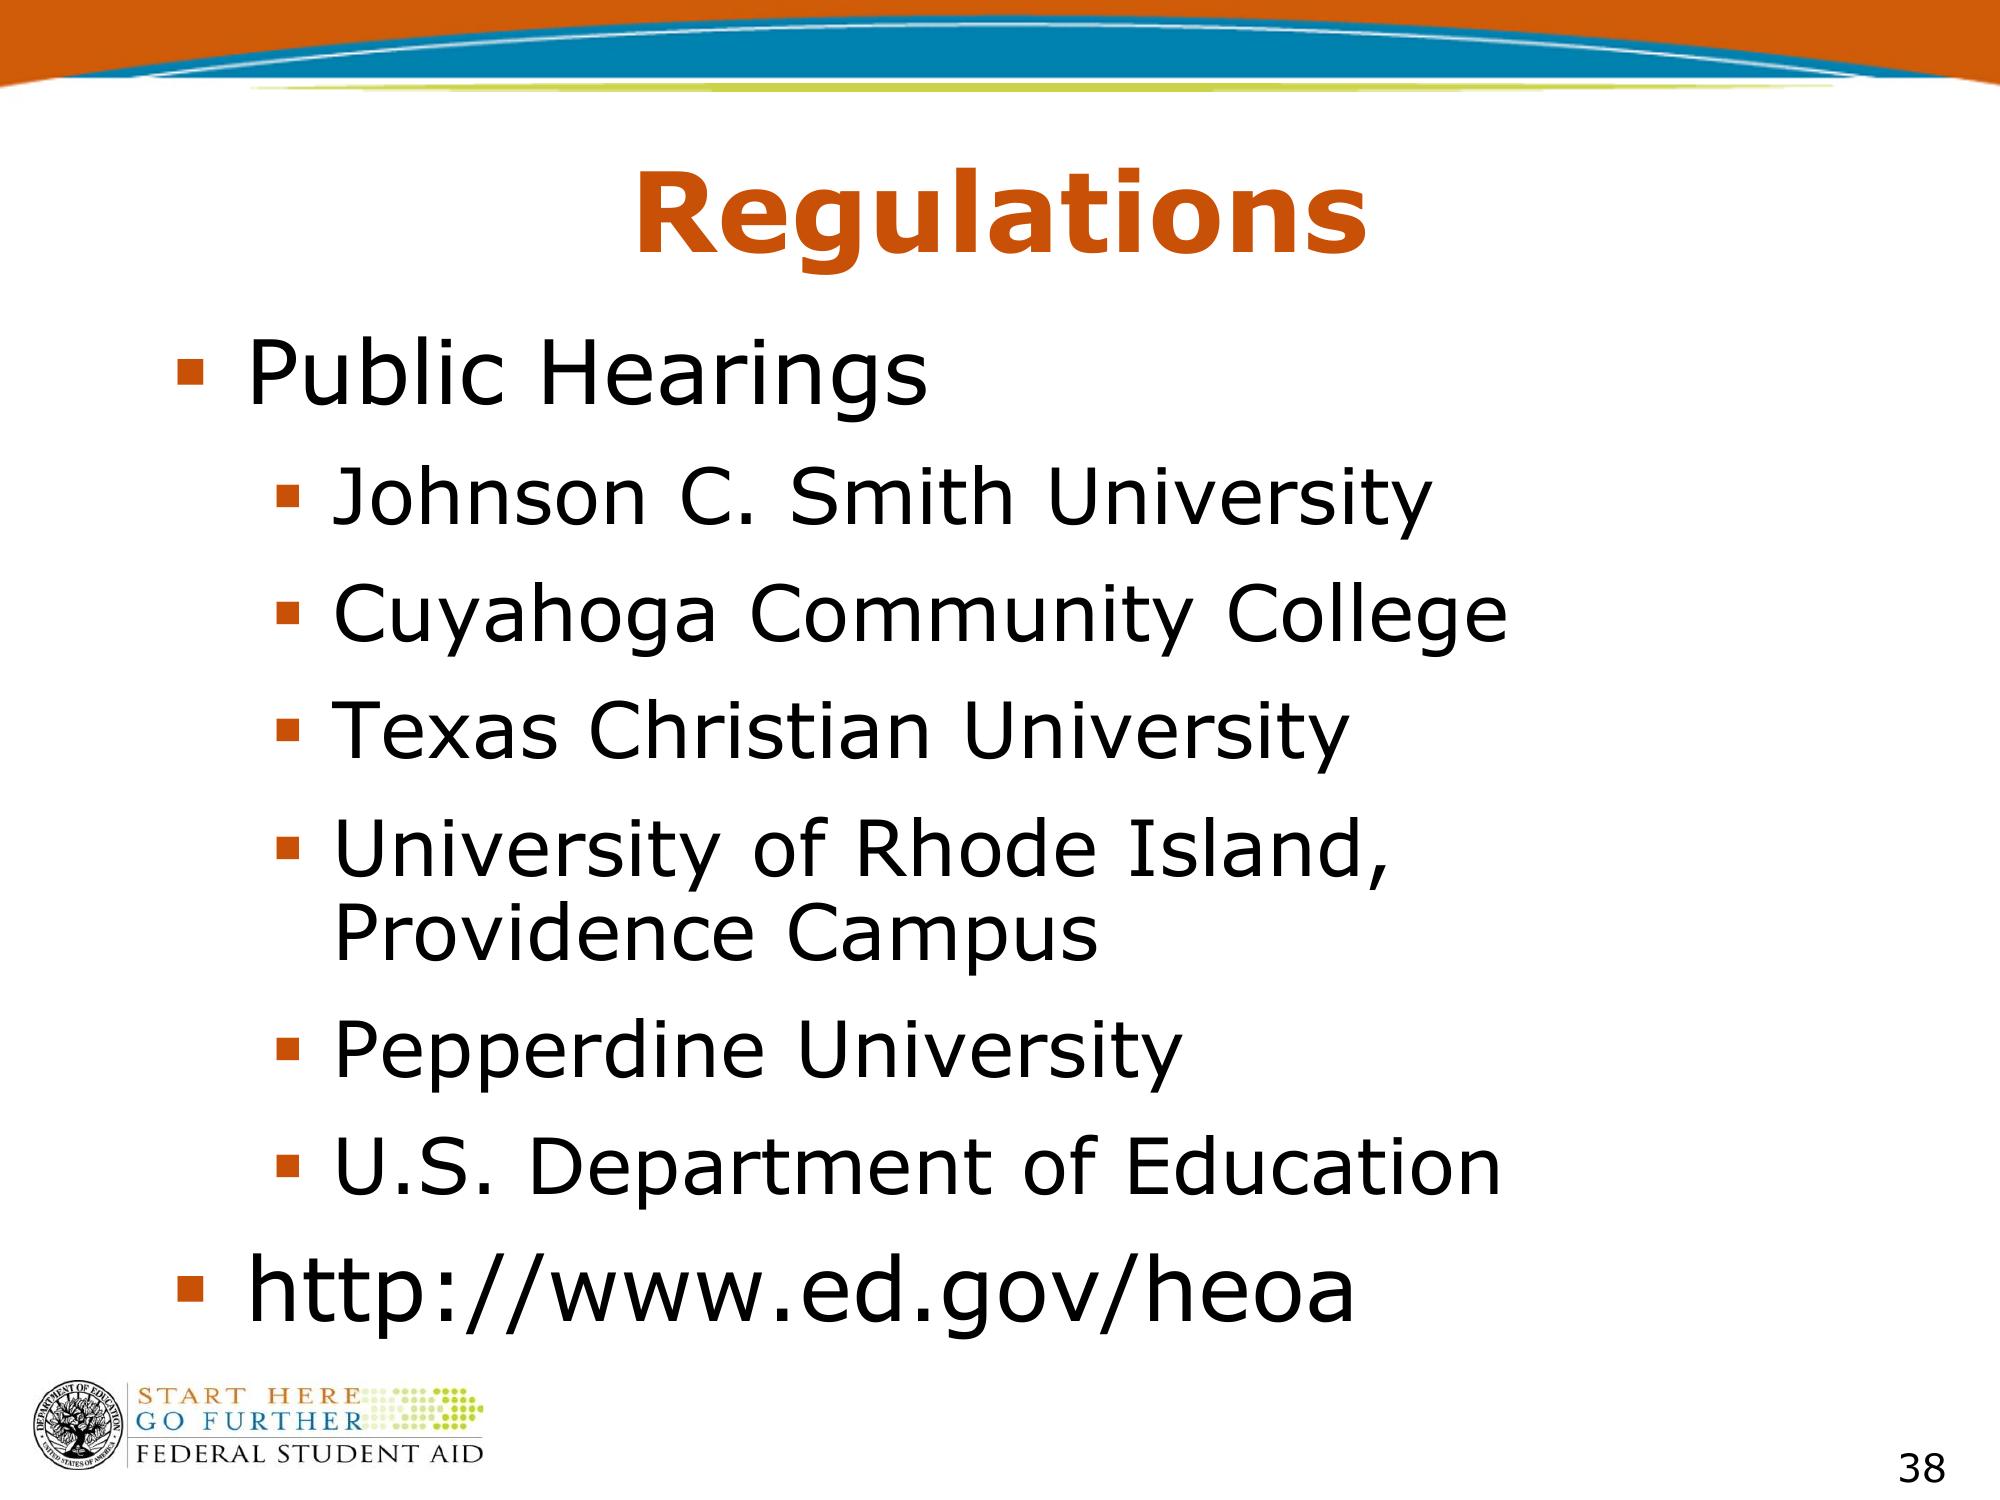 Regulations
Public Hearings
Johnson C. Smith University
Cuyahoga Community College
Texas Christian University
University of Rhode Island,
Providence Campus
Pepperdine University
U.S. Department of Education
http://www.ed.gov/heoa
DEPARTMENT OF EDUCATION
UNITED STATES OF AMERICA
START HERE
GO FURTHER
FEDERAL STUDENT AID
38